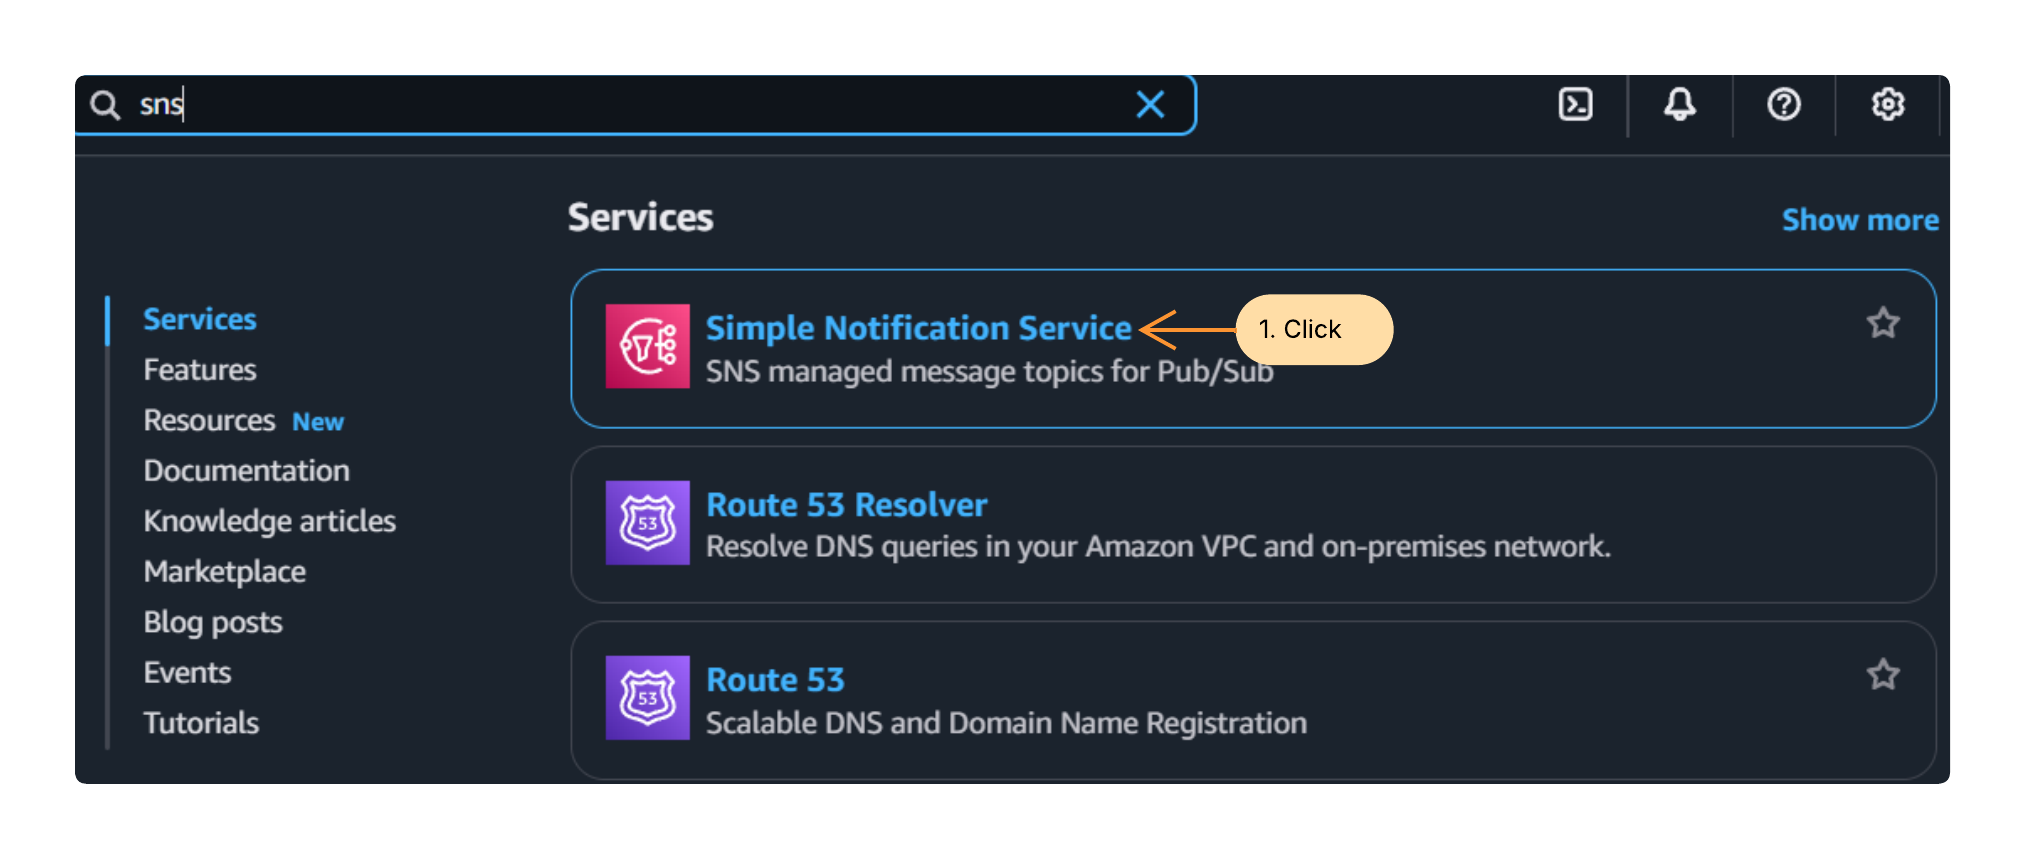 sns
Services
Show more
Services
Features
Resources New
Documentation
Knowledge articles
Marketplace
Blog posts
Events
Tutorials
Simple Notification Service
1. Click
SNS managed message topics for Pub/Sub
53
Route 53 Resolver
Resolve DNS queries in your Amazon VPC and on-premises network.
53
Route 53
Scalable DNS and Domain Name Registration